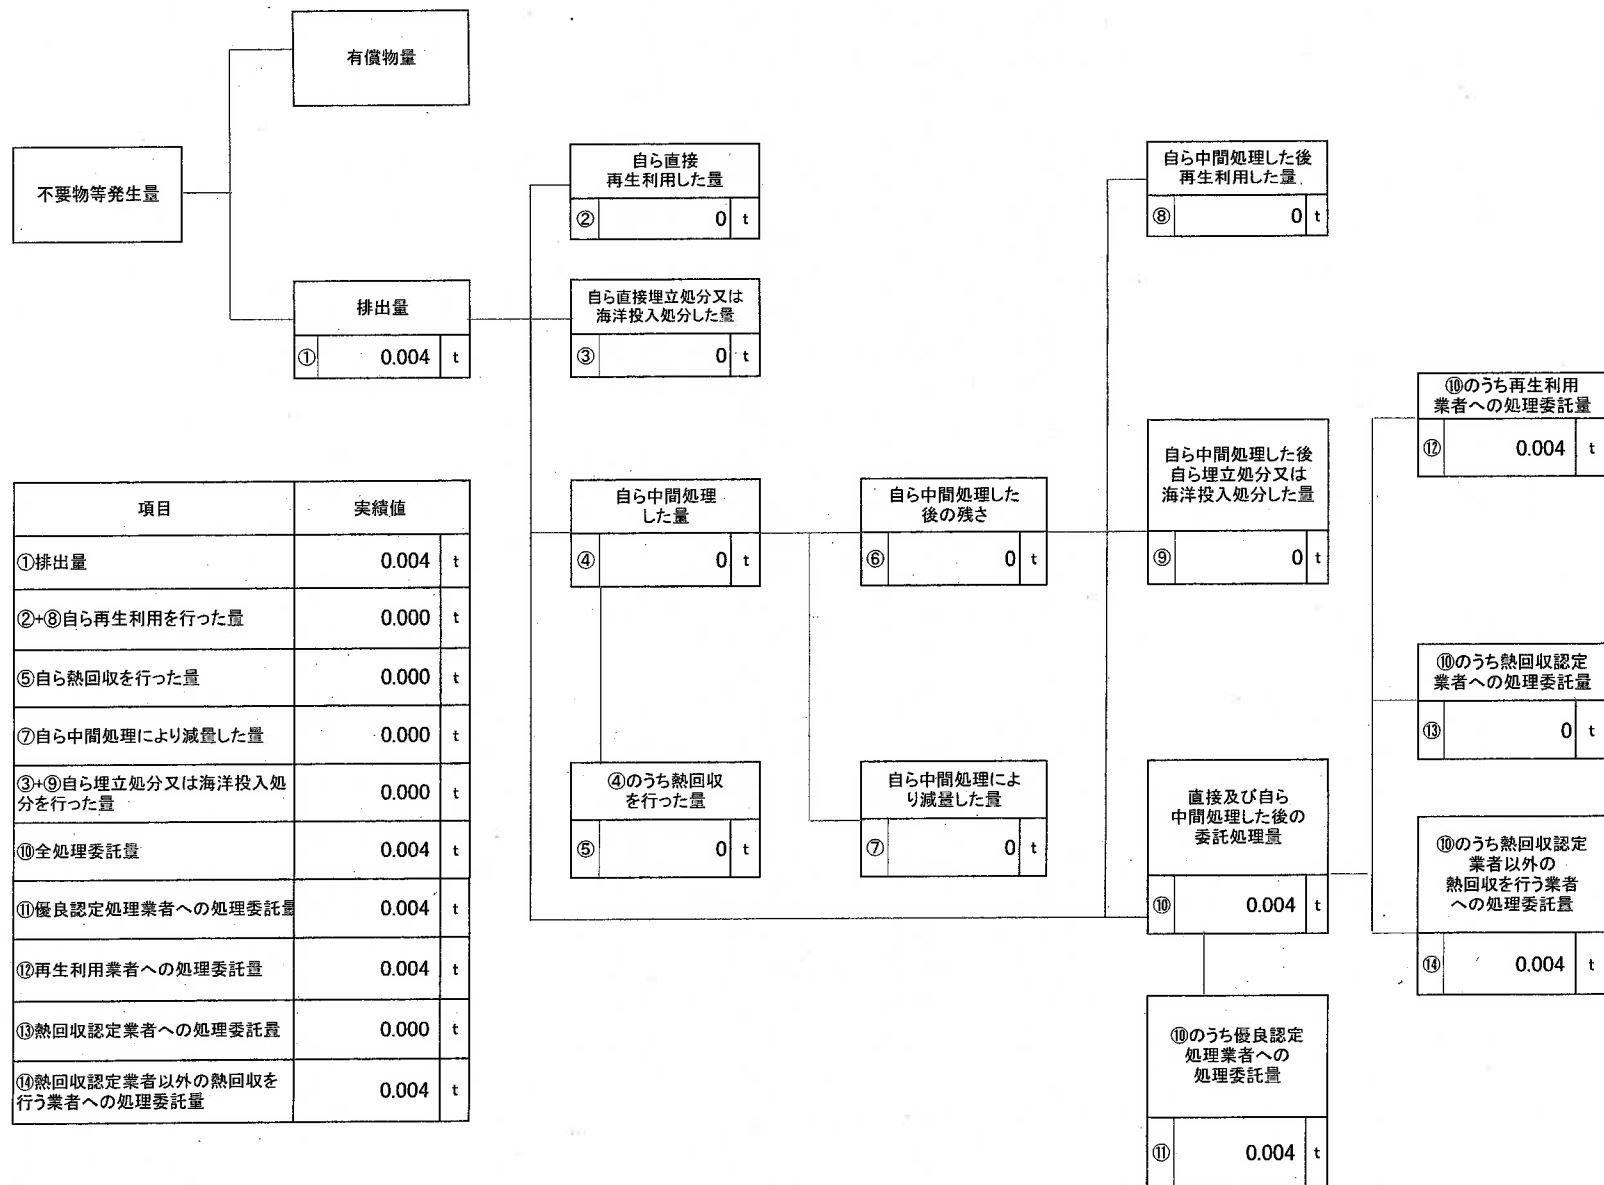 有償物量
不要物等発生量
排出量
① 0.004 t
自ら直接
再生利用した量
② 0 t
自ら直接埋立処分又は
海洋投入処分した量
③ 0 t
自ら中間処理
した量
④ 0 t
④のうち熱回収
を行った量
⑤ 0 t
自ら中間処理した
後の残さ
⑥ 0 t
自ら中間処理によ
り減量した量
⑦ 0 t
自ら中間処理した後
再生利用した量
⑧ 0 t
自ら中間処理した後
自ら埋立処分又は
海洋投入処分した量
⑨ 0 t
直接及び自ら
中間処理した後の
委託処理量
⑩ 0.004 t
⑩のうち優良認定
処理業者への
処理委託量
⑪ 0.004 t
⑩のうち再生利用
業者への処理委託量
⑫ 0.004 t
⑩のうち熱回収認定
業者への処理委託量
⑬ 0 t
⑩のうち熱回収認定
業者以外の
熱回収を行う業者
への処理委託量
⑭ 0.004 t
項目 実績値
①排出量 0.004 t
②+⑧自ら再生利用を行った量 0.000 t
⑤自ら熱回収を行った量 0.000 t
⑦自ら中間処理により減量した量 0.000 t
③+⑨自ら埋立処分又は海洋投入処
分を行った量 0.000 t
⑩全処理委託量 0.004 t
⑪優良認定処理業者への処理委託量 0.004 t
⑫再生利用業者への処理委託量 0.004 t
⑬熱回収認定業者への処理委託量 0.000 t
⑭熱回収認定業者以外の熱回収を
行う業者への処理委託量 0.004 t